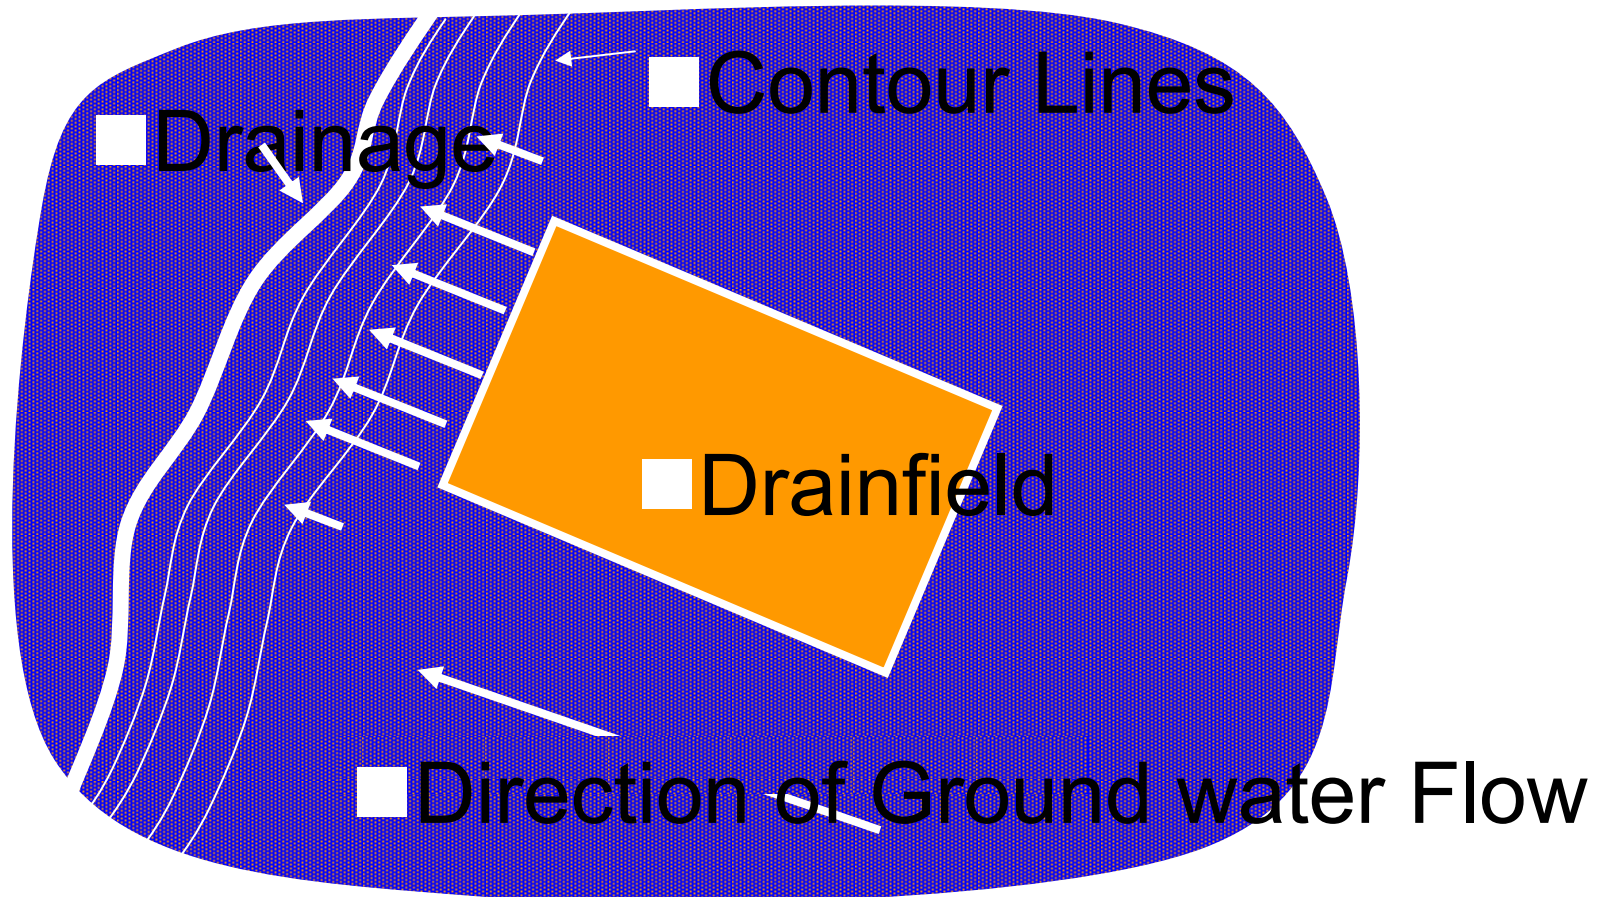 Contour Lines
Drainage
Drainfield
Direction of Ground water Flow